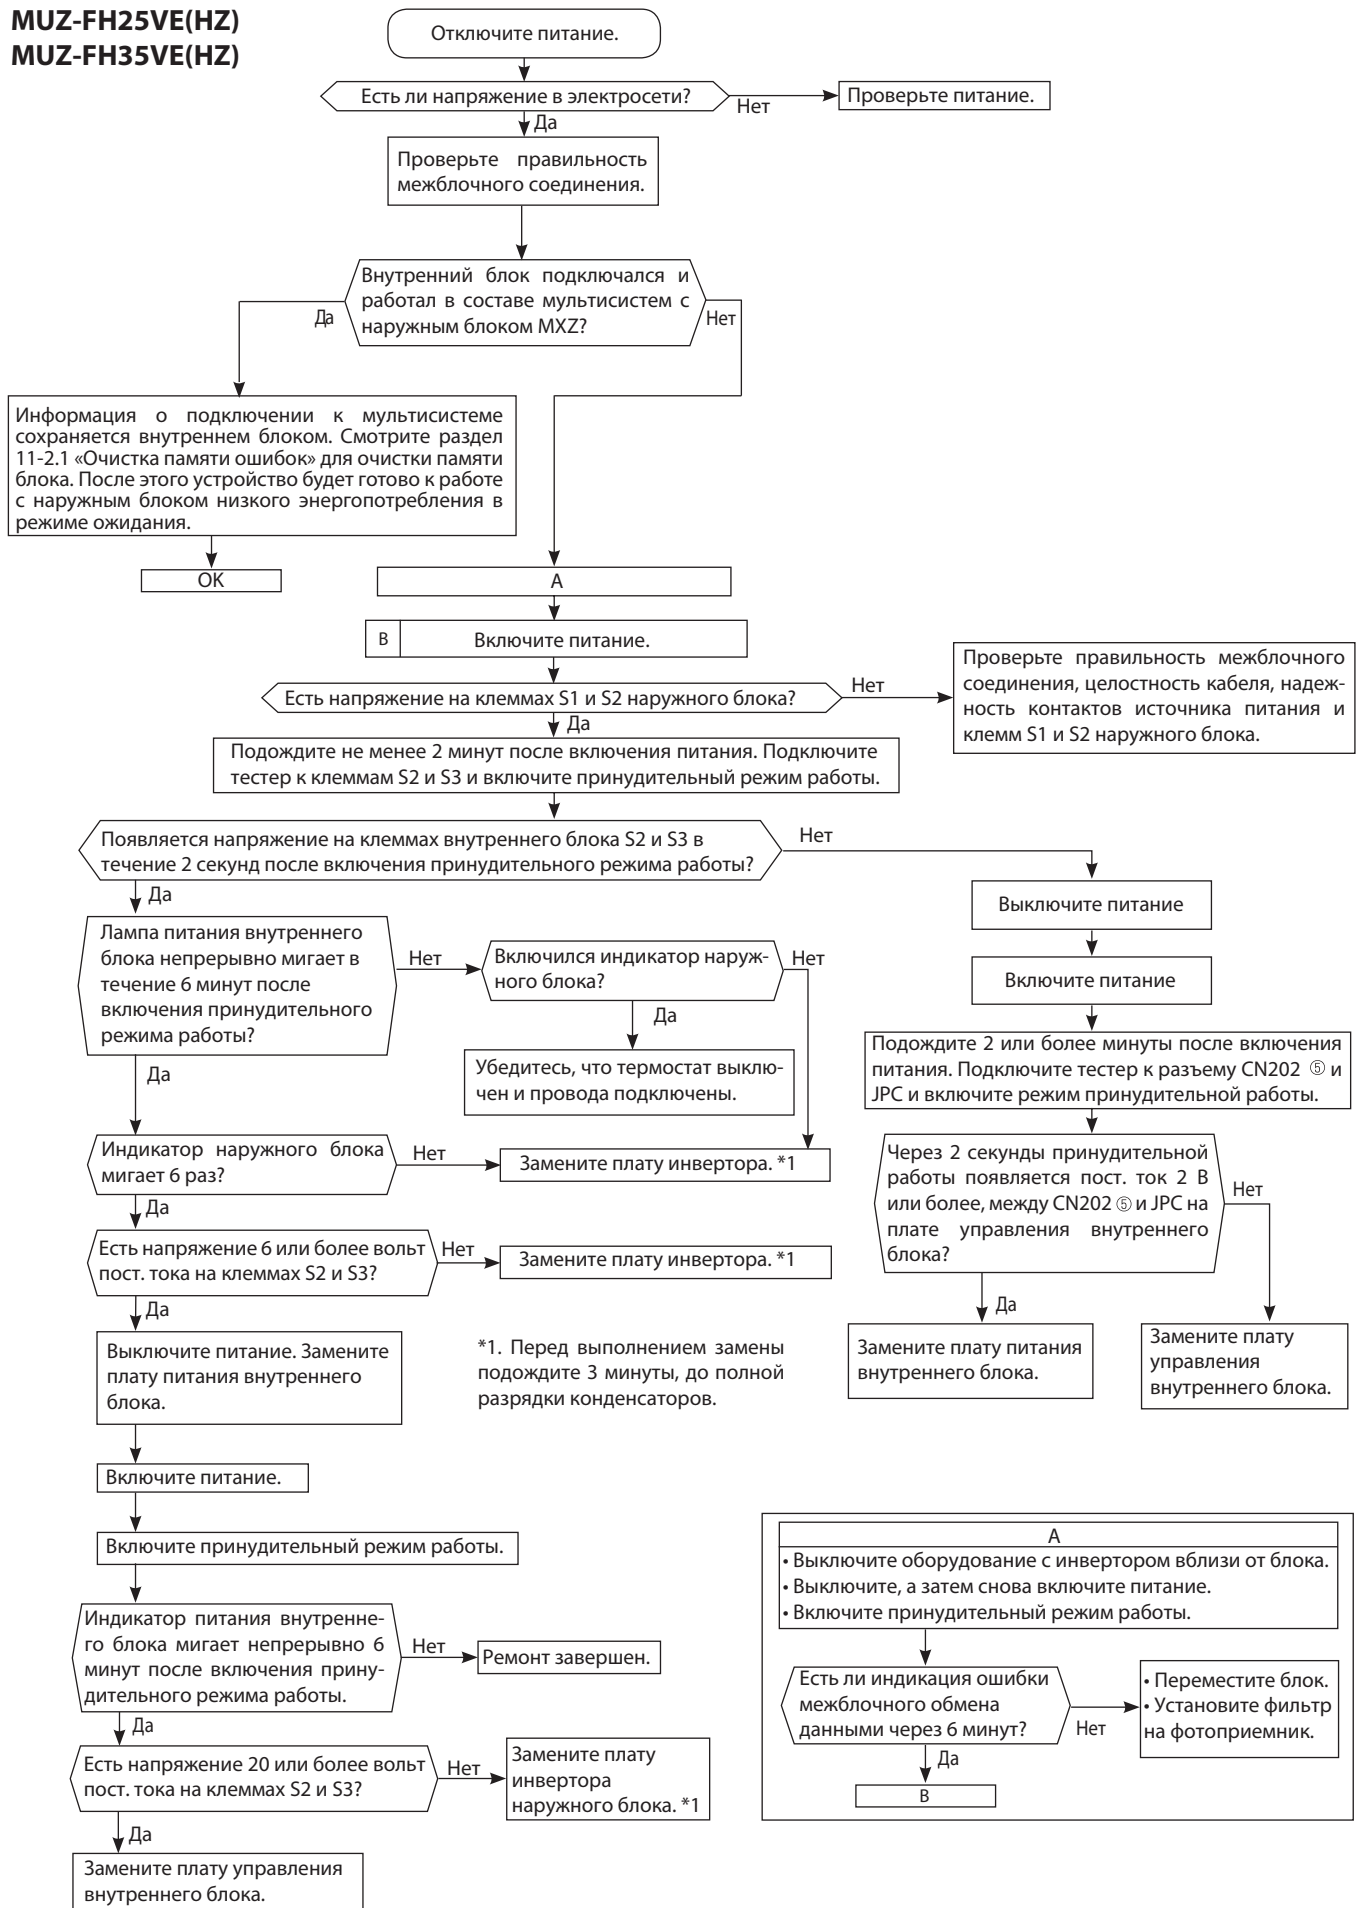 MUZ-FH25VE(HZ)
MUZ-FH35VE(HZ)
Отключите питание.
Есть ли напряжение в электросети?
Нет
Проверьте питание.
Да
Проверьте правильность
межблочного соединения.
Внутренний блок подключался и
работал в составе мультисистем с
наружным блоком MXZ?
Да
Нет
Информация о подключении к мультисистеме
сохраняется внутреннем блоком. Смотрите раздел
11-2.1 «Очистка памяти ошибок» для очистки памяти
блока. После этого устройство будет готово к работе
с наружным блоком низкого энергопотребления в
режиме ожидания.
OK
A
B
Включите питание.
Есть напряжение на клеммах S1 и S2 наружного блока?
Нет
Проверьте правильность межблочного
соединения, целостность кабеля, надеж-
ность контактов источника питания и
клемм S1 и S2 наружного блока.
Да
Подождите не менее 2 минут после включения питания. Подключите
тестер к клеммам S2 и S3 и включите принудительный режим работы.
Появляется напряжение на клеммах внутреннего блока S2 и S3 в
течение 2 секунд после включения принудительного режима работы?
Нет
Да
Выключите питание
Включите питание
Подождите 2 или более минуты после включения
питания. Подключите тестер к разъему CN202 ⑤ и
JPC и включите режим принудительной работы.
Через 2 секунды принудительной
работы появляется пост. ток 2 В
или более, между CN202 ⑤ и JPC на
плате управления внутреннего
блока?
Нет
Да
Замените плату питания
внутреннего блока.
Замените плату
управления
внутреннего блока.
Лампа питания внутреннего
блока непрерывно мигает в
течение 6 минут после
включения принудительного
режима работы?
Нет
Включился индикатор наруж-
ного блока?
Нет
Да
Убедитесь, что термостат выклю-
чен и провода подключены.
Да
Индикатор наружного блока
мигает 6 раз?
Нет
Замените плату инвертора. *1
Да
Есть напряжение 6 или более вольт
пост. тока на клеммах S2 и S3?
Нет
Замените плату инвертора. *1
Да
Выключите питание. Замените
плату питания внутреннего
блока.
*1. Перед выполнением замены
подождите 3 минуты, до полной
разрядки конденсаторов.
Включите питание.
Включите принудительный режим работы.
Индикатор питания внутренне-
го блока мигает непрерывно 6
минут после включения прину-
дительного режима работы.
Нет
Ремонт завершен.
Да
Есть напряжение 20 или более вольт
пост. тока на клеммах S2 и S3?
Нет
Замените плату
инвертора
наружного блока. *1
Да
Замените плату управления
внутреннего блока.
A
• Выключите оборудование с инвертором вблизи от блока.
• Выключите, а затем снова включите питание.
• Включите принудительный режим работы.
Есть ли индикация ошибки
межблочного обмена
данными через 6 минут?
Нет
• Переместите блок.
• Установите фильтр
на фотоприемник.
Да
B